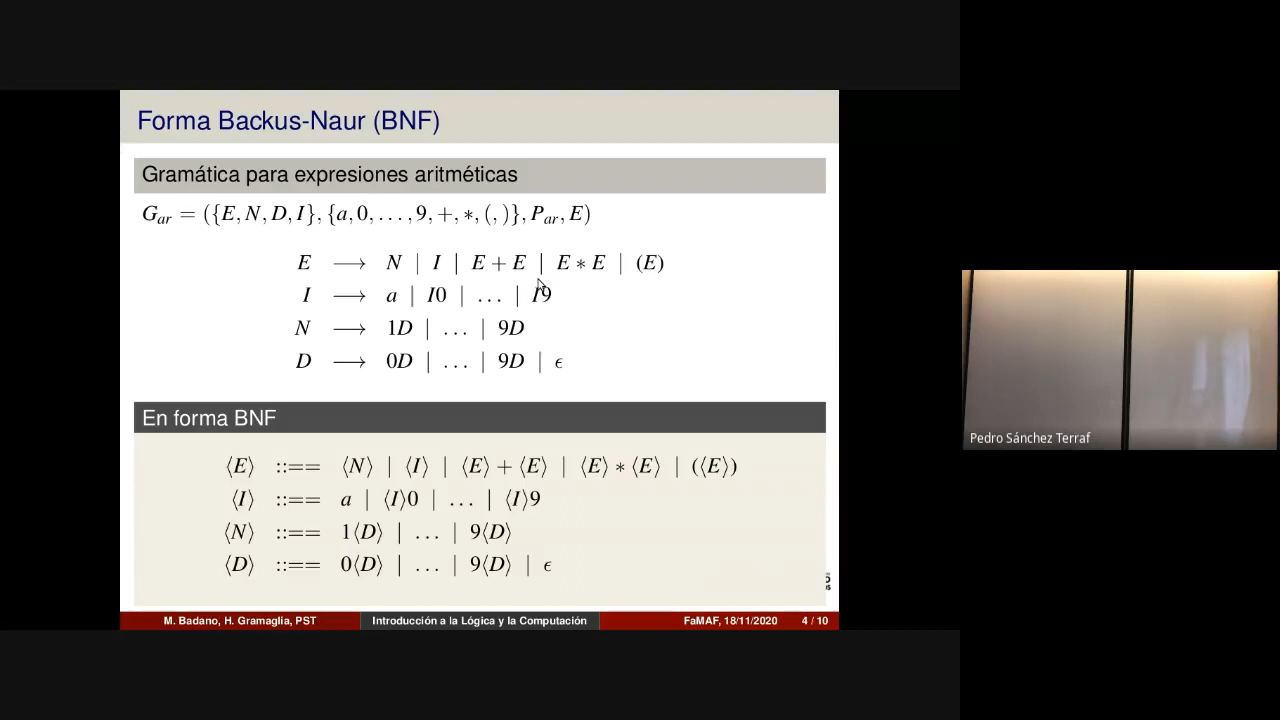 Forma Backus-Naur (BNF)
Gramática para expresiones aritméticas
G_ar = ({E, N, D, I}, {a, 0, . . . , 9, +, ∗, (, )}, P_ar, E)
E ⟶ N | I | E + E | E ∗ E | (E)
I ⟶ a | I0 | . . . | I9
N ⟶ 1D | . . . | 9D
D ⟶ 0D | . . . | 9D | ϵ
En forma BNF
⟨E⟩ ::== ⟨N⟩ | ⟨I⟩ | ⟨E⟩ + ⟨E⟩ | ⟨E⟩ ∗ ⟨E⟩ | (⟨E⟩)
⟨I⟩ ::== a | ⟨I⟩0 | . . . | ⟨I⟩9
⟨N⟩ ::== 1⟨D⟩ | . . . | 9⟨D⟩
⟨D⟩ ::== 0⟨D⟩ | . . . | 9⟨D⟩ | ϵ
M. Badano, H. Gramaglia, PST Introducción a la Lógica y la Computación FaMAF, 18/11/2020 4 / 10
Pedro Sánchez Terraf